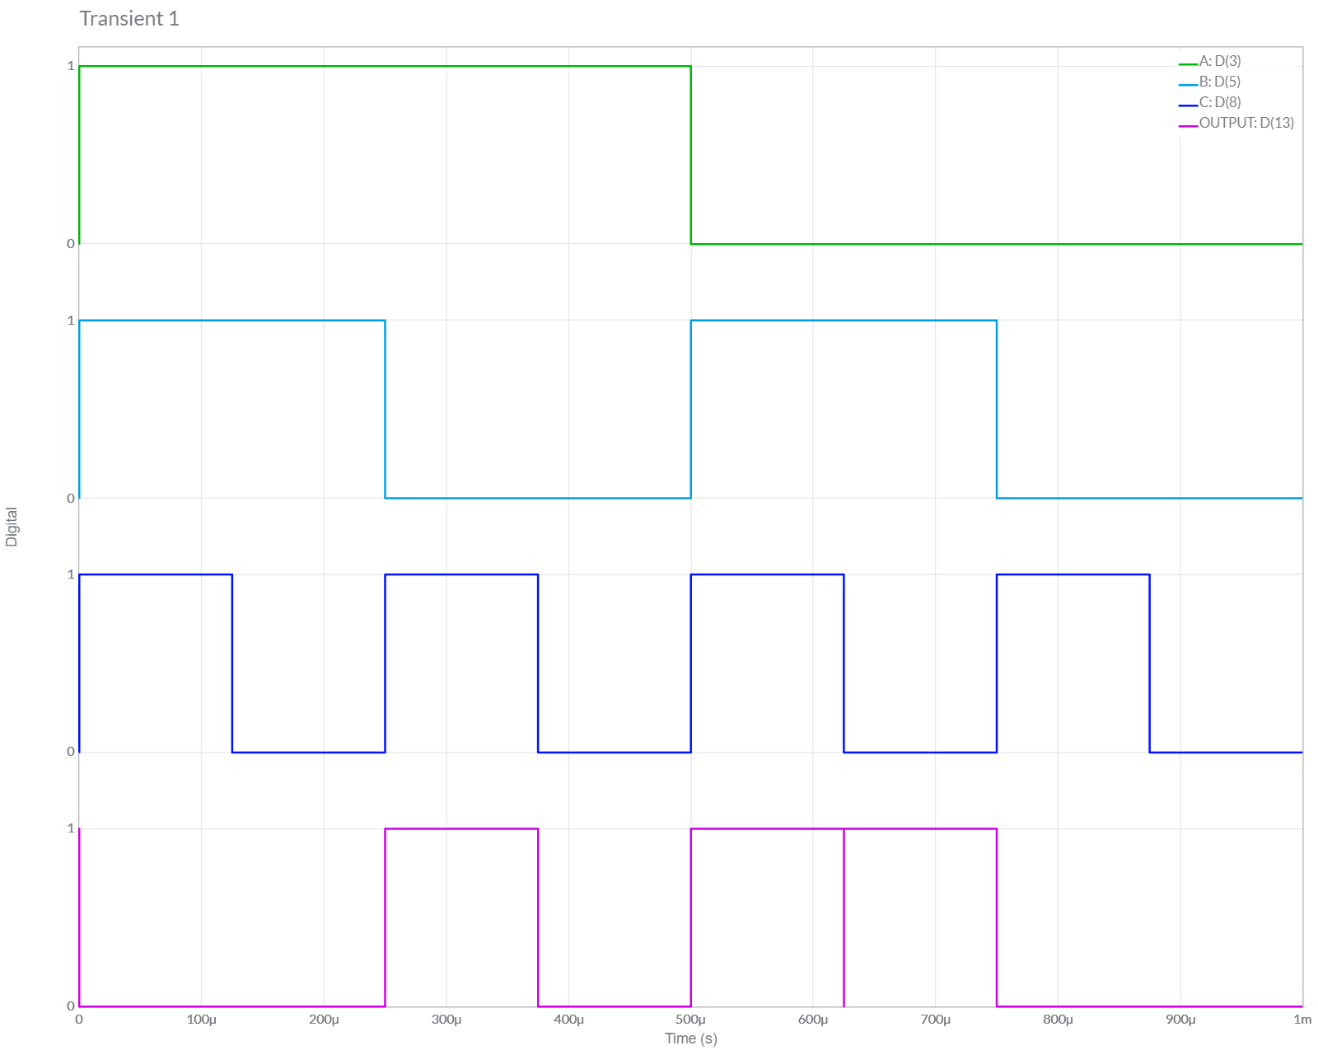 Transient 1
A: D(3)
B: D(5)
C: D(8)
OUTPUT: D(13)
1
0
1
0
Digital
1
0
1
0
0 100µ 200µ 300µ 400µ 500µ 600µ 700µ 800µ 900µ 1m
Time (s)